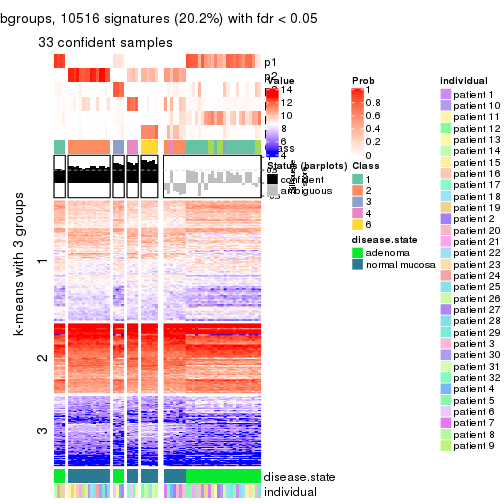 bgroups, 10516 signatures (20.2%) with fdr < 0.05
33 confident samples
p1
p2
Value
14
12
10
8
6
4
Prob
1
0.8
0.6
0.4
0.2
0
Status (barplots)
confident
ambiguous
Class
1
2
3
4
6
disease.state
adenoma
normal mucosa
individual
patient 1
patient 10
patient 11
patient 12
patient 13
patient 14
patient 15
patient 16
patient 17
patient 18
patient 19
patient 2
patient 20
patient 21
patient 22
patient 23
patient 24
patient 25
patient 26
patient 27
patient 28
patient 29
patient 3
patient 30
patient 31
patient 32
patient 4
patient 5
patient 6
patient 7
patient 8
patient 9
k-means with 3 groups
1
2
3
disease.state
individual